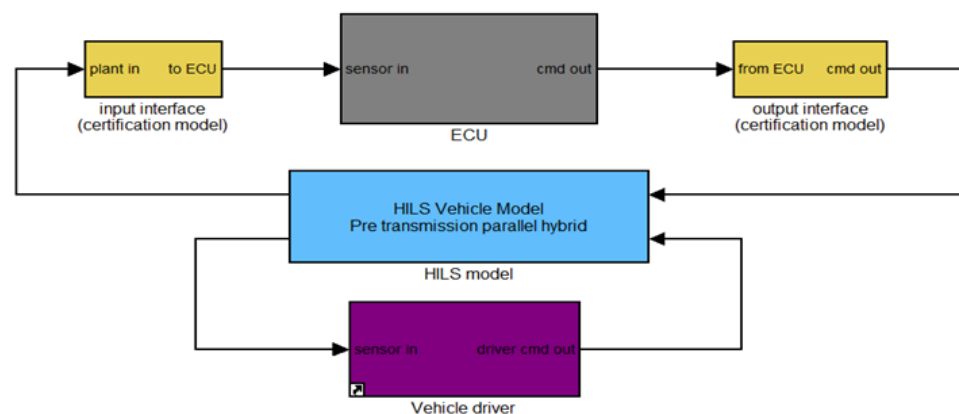 plant in to ECU
input interface
(certification model)
sensor in cmd out
ECU
from ECU cmd out
output interface
(certification model)
HILS Vehicle Model
Pre transmission parallel hybrid
HILS model
sensor in driver cmd out
Vehicle driver